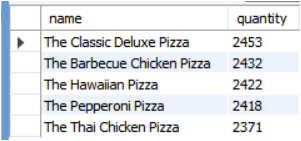 name quantity
The Classic Deluxe Pizza 2453
The Barbecue Chicken Pizza 2432
The Hawaiian Pizza 2422
The Pepperoni Pizza 2418
The Thai Chicken Pizza 2371